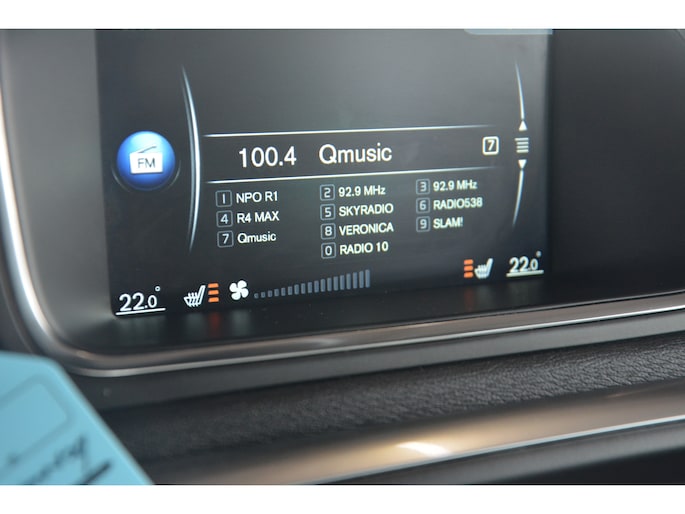 100.4 Qmusic 7
FM
1 NPO R1 2 92.9 MHz 3 92.9 MHz
4 R4 MAX 5 SKYRADIO 6 RADIO538
7 Qmusic 8 VERONICA 9 SLAM!
0 RADIO 10
22.0° 22.0°